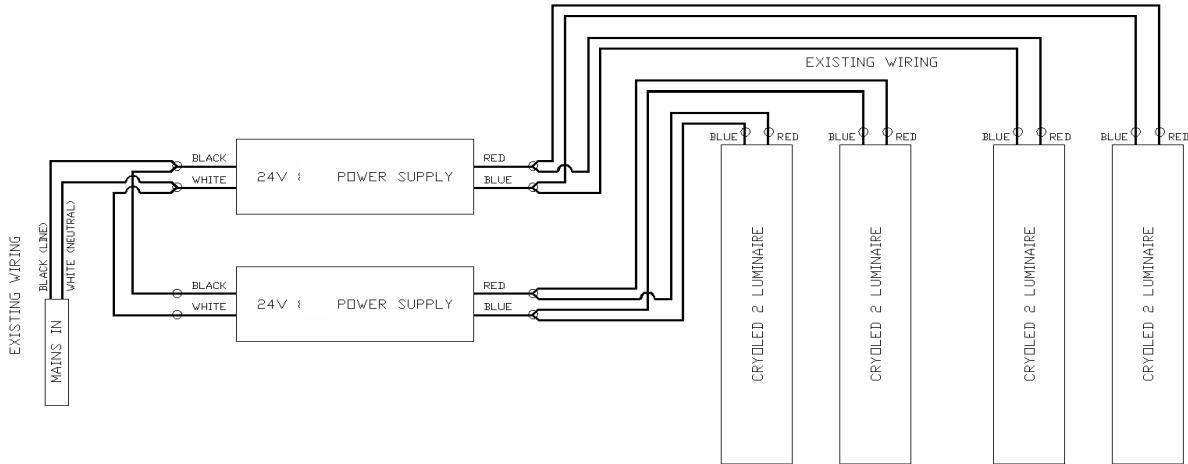 EXISTING WIRING
BLUE
RED
BLUE
RED
BLUE
RED
BLUE
RED
BLACK
WHITE
24V
POWER SUPPLY
RED
BLUE
BLACK
WHITE
24V
POWER SUPPLY
RED
BLUE
EXISTING WIRING
BLACK (LINE)
WHITE (NEUTRAL)
MAINS IN
CRYOLED 2 LUMINAIRE
CRYOLED 2 LUMINAIRE
CRYOLED 2 LUMINAIRE
CRYOLED 2 LUMINAIRE